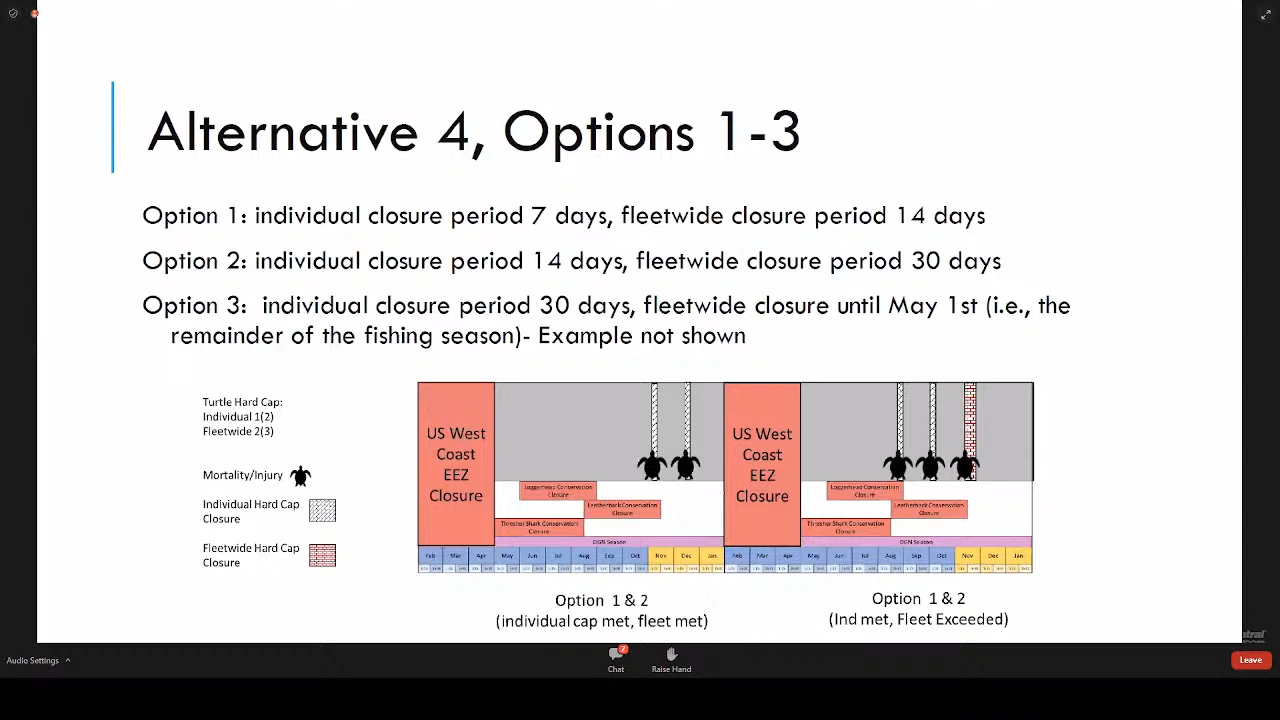 Alternative 4, Options 1-3
Option 1: individual closure period 7 days, fleetwide closure period 14 days
Option 2: individual closure period 14 days, fleetwide closure period 30 days
Option 3: individual closure period 30 days, fleetwide closure until May 1st (i.e., the
remainder of the fishing season)- Example not shown
Turtle Hard Cap:
Individual 1(2)
Fleetwide 2(3)
Mortality/Injury
Individual Hard Cap
Closure
Fleetwide Hard Cap
Closure
US West
Coast
EEZ
Closure
Loggerhead Conservation
Closure
Leatherback Conservation
Closure
Thresher Shark Conservation
Closure
DGN Season
Feb Mar Apr May Jun Jul Aug Sep Oct Nov Dec Jan
Option 1 & 2
(individual cap met, fleet met)
US West
Coast
EEZ
Closure
Loggerhead Conservation
Closure
Leatherback Conservation
Closure
Thresher Shark Conservation
Closure
DGN Season
Feb Mar Apr May Jun Jul Aug Sep Oct Nov Dec Jan
Option 1 & 2
(Ind met, Fleet Exceeded)
Audio Settings
2
Chat
Raise Hand
Leave